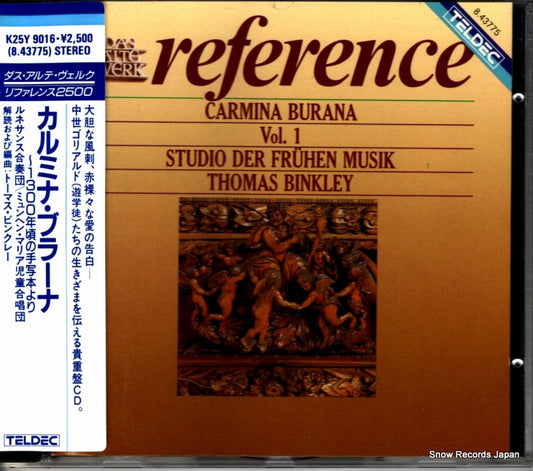 K25Y 9016・¥2,500
(8.43775) STEREO
ダス・アルテ・ヴェルク
リファレンス2500
大胆な風刺、赤裸々な愛の告白―
中世ゴリアルド(遊学徒)たちの生きざまを伝える貴重盤CD。
カルミナ・ブラーナ
〜1300年頃の手写本より
ルネサンス合奏団/ミュンヘン・マリア児童合唱団
解読および編曲:トーマス・ビンクレー
TELDEC
DAS
ALTE
WERK
reference
8.43775
TELDEC
CARMINA BURANA
Vol. 1
STUDIO DER FRÜHEN MUSIK
THOMAS BINKLEY
Snow Records Japan
www.snowrecords.jp